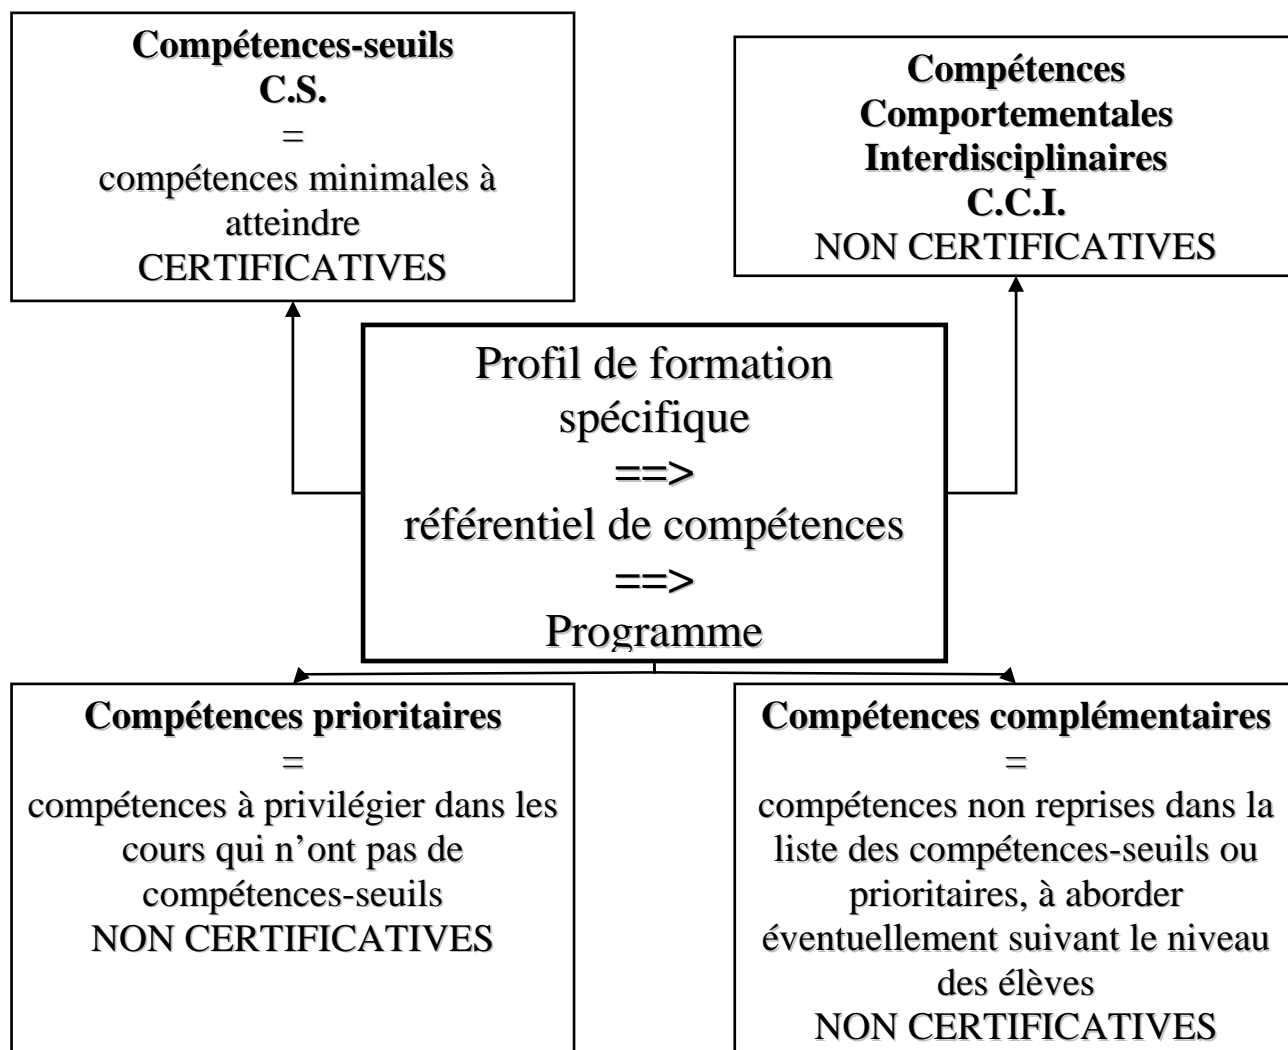 Compétences-seuils
C.S.
=
compétences minimales à
atteindre
CERTIFICATIVES
Compétences
Comportementales
Interdisciplinaires
C.C.I.
NON CERTIFICATIVES
Profil de formation
spécifique
==>
référentiel de compétences
==>
Programme
Compétences prioritaires
=
compétences à privilégier dans les
cours qui n’ont pas de
compétences-seuils
NON CERTIFICATIVES
Compétences complémentaires
=
compétences non reprises dans la
liste des compétences-seuils ou
prioritaires, à aborder
éventuellement suivant le niveau
des élèves
NON CERTIFICATIVES